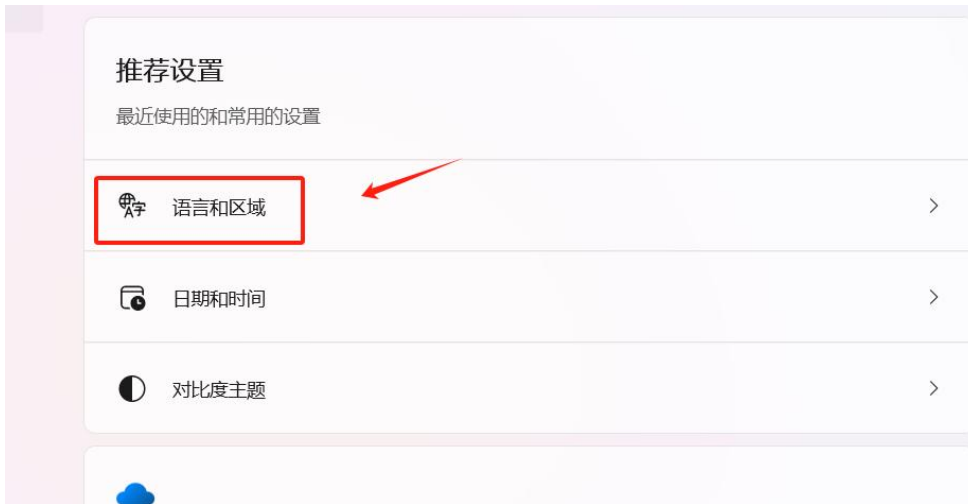 推荐设置
最近使用的和常用的设置
语言和区域
日期和时间
对比度主题